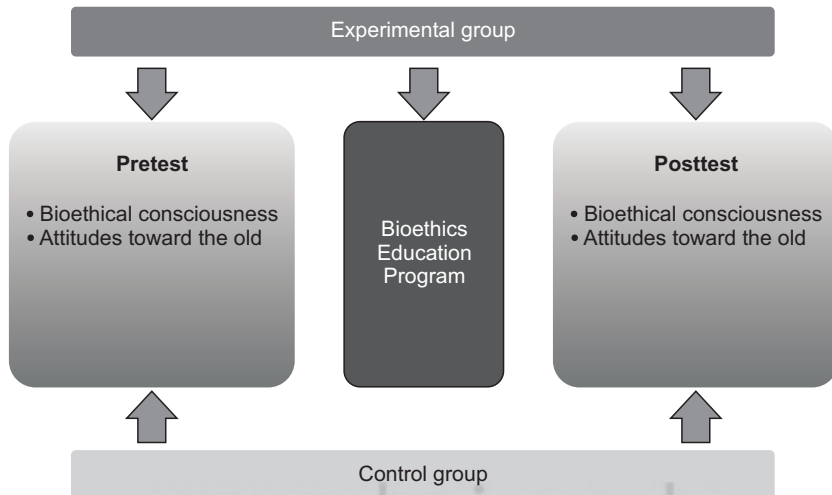 Experimental group
Pretest
• Bioethical consciousness
• Attitudes toward the old
Bioethics
Education
Program
Posttest
• Bioethical consciousness
• Attitudes toward the old
Control group